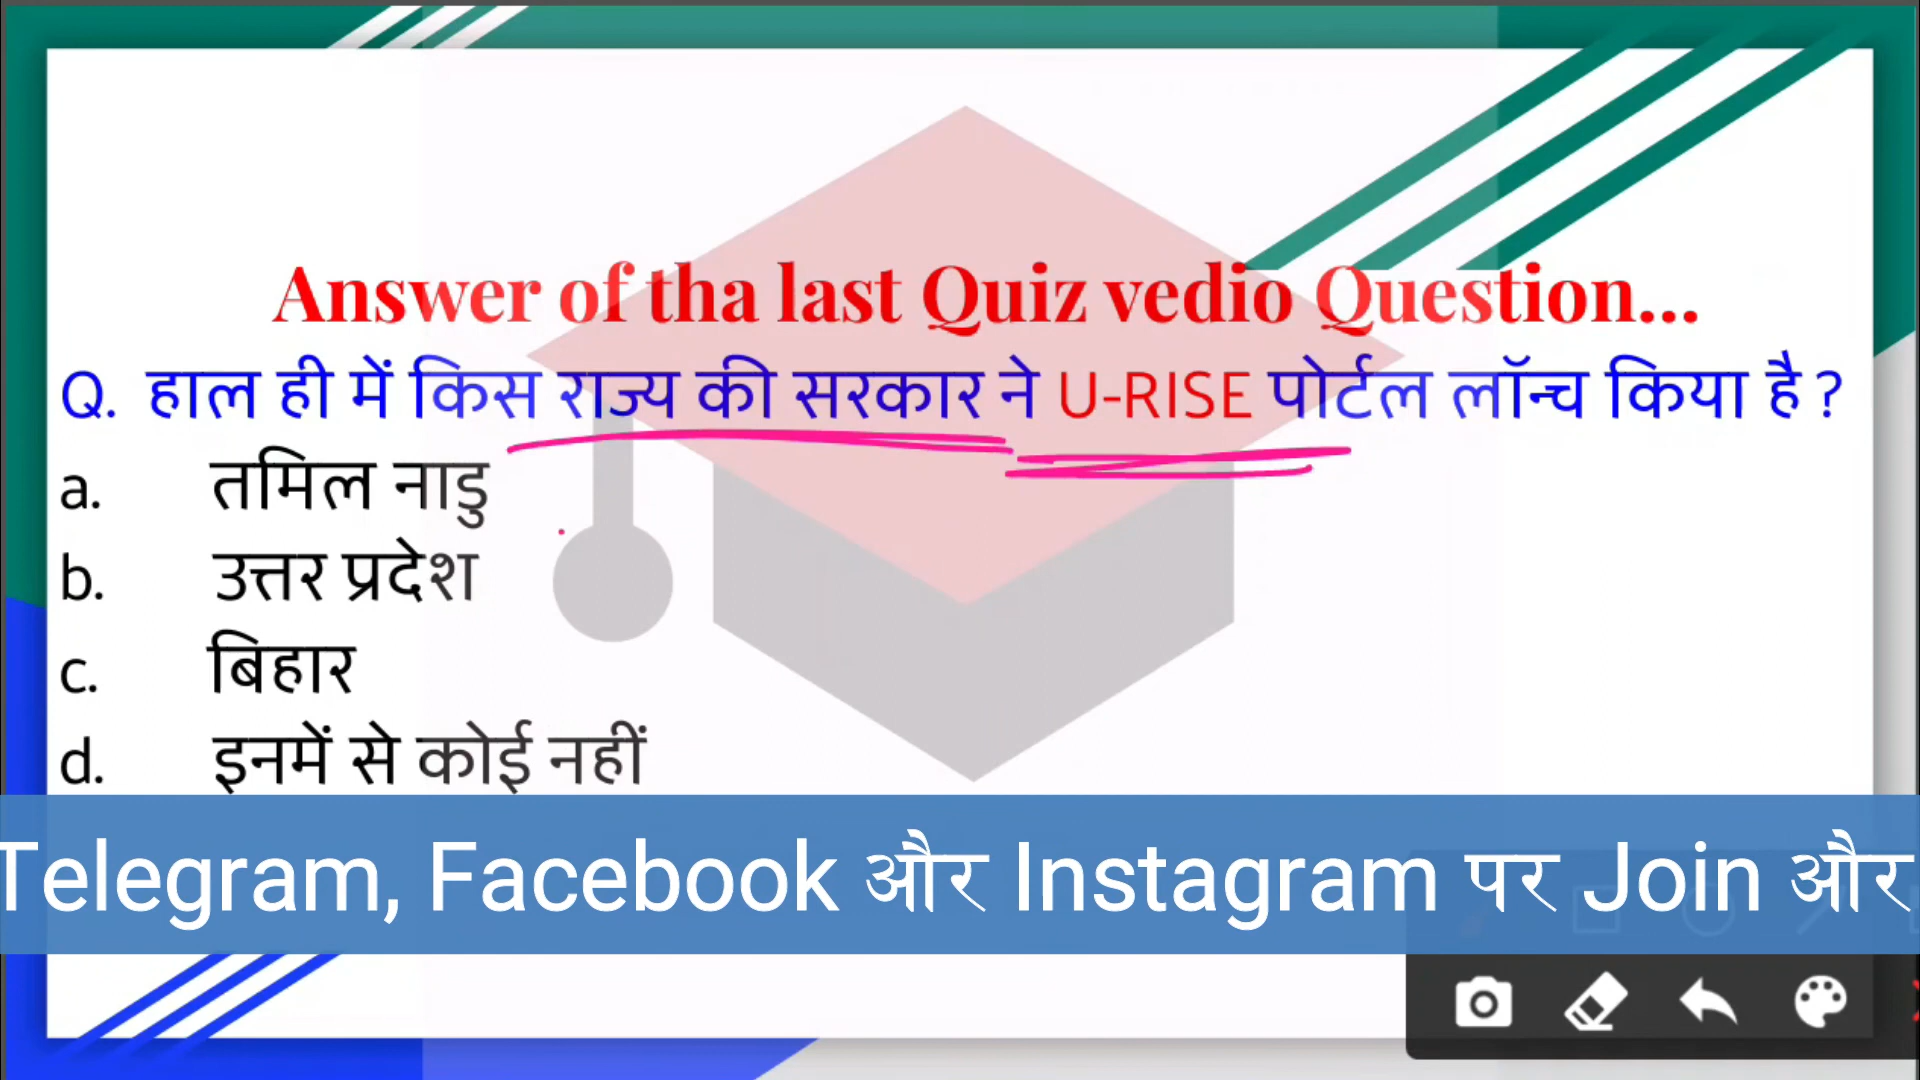 Answer of tha last Quiz vedio Question...
Q. हाल ही में किस राज्य की सरकार ने U-RISE पोर्टल लॉन्च किया है ?
a. तमिल नाडु
b. उत्तर प्रदेश
c. बिहार
d. इनमें से कोई नहीं
Telegram, Facebook और Instagram पर Join और